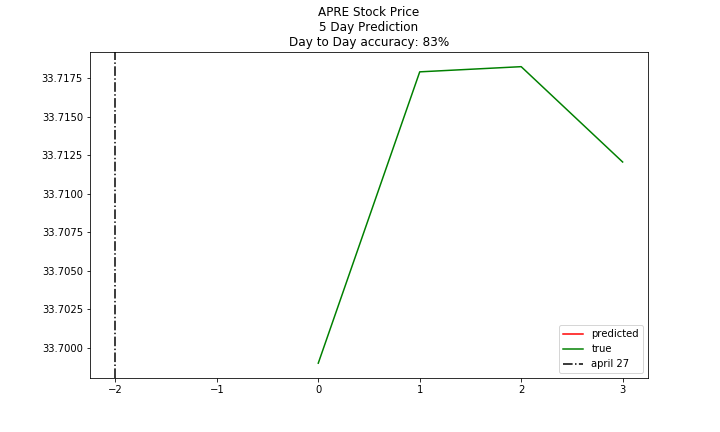 APRE Stock Price
5 Day Prediction
Day to Day accuracy: 83%
33.7175
33.7150
33.7125
33.7100
33.7075
33.7050
33.7025
33.7000
−2
−1
0
1
2
3
predicted
true
april 27